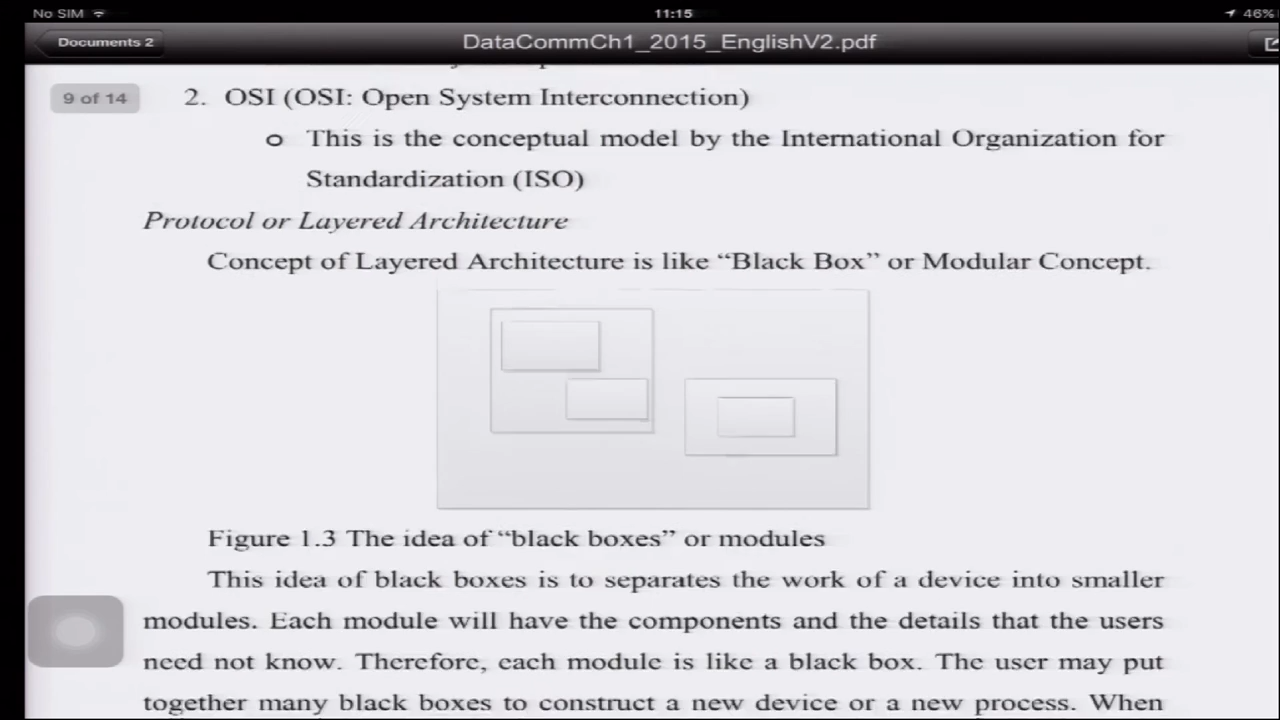 No SIM 11:15 46%
Documents 2 DataCommCh1_2015_EnglishV2.pdf
9 of 14
2. OSI (OSI: Open System Interconnection)
o This is the conceptual model by the International Organization for
Standardization (ISO)
Protocol or Layered Architecture
Concept of Layered Architecture is like “Black Box” or Modular Concept.
Figure 1.3 The idea of “black boxes” or modules
This idea of black boxes is to separates the work of a device into smaller
modules. Each module will have the components and the details that the users
need not know. Therefore, each module is like a black box. The user may put
together many black boxes to construct a new device or a new process. When